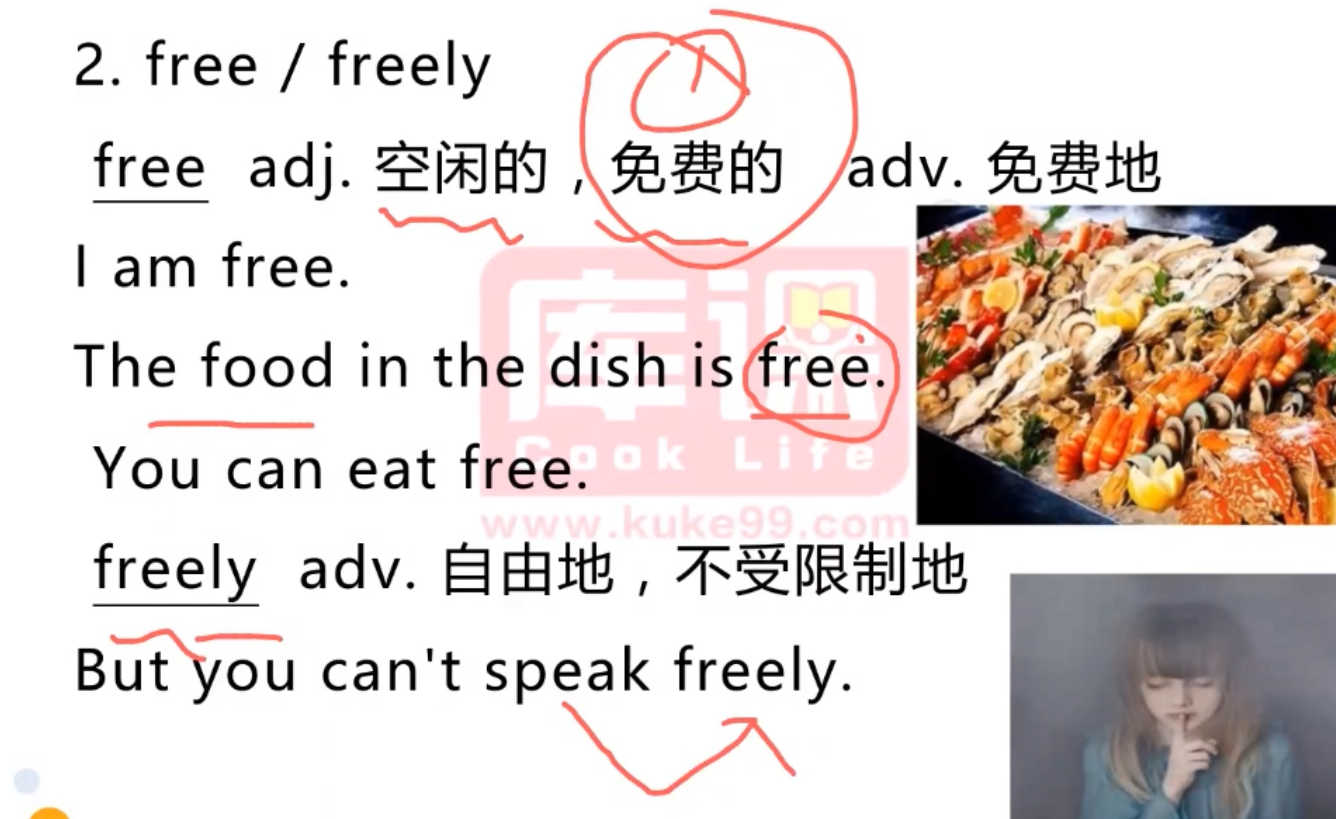 2. free / freely
free adj. 空闲的，免费的 adv. 免费地
I am free.
The food in the dish is free.
You can eat free.
freely adv. 自由地，不受限制地
But you can't speak freely.
库课
Cook Life
www.kuke99.com